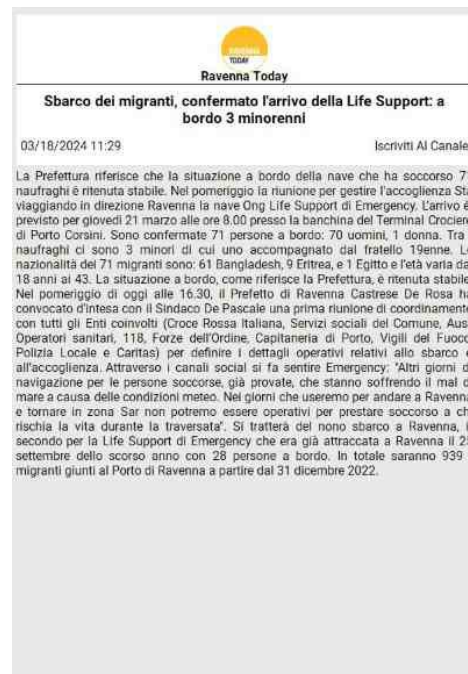 RAVENNA
TODAY
Ravenna Today
Sbarco dei migranti, confermato l'arrivo della Life Support: a
bordo 3 minorenni
03/18/2024 11:29 Iscriviti Al Canale
La Prefettura riferisce che la situazione a bordo della nave che ha soccorso 71
naufraghi è ritenuta stabile. Nel pomeriggio la riunione per gestire l'accoglienza Sta
viaggiando in direzione Ravenna la nave Ong Life Support di Emergency. L'arrivo è
previsto per giovedì 21 marzo alle ore 8.00 presso la banchina del Terminal Crociere
di Porto Corsini. Sono confermate 71 persone a bordo: 70 uomini, 1 donna. Tra i
naufraghi ci sono 3 minori di cui uno accompagnato dal fratello 19enne. Le
nazionalità dei 71 migranti sono: 61 Bangladesh, 9 Eritrea, e 1 Egitto e l'età varia dai
18 anni ai 43. La situazione a bordo, come riferisce la Prefettura, è ritenuta stabile.
Nel pomeriggio di oggi alle 16.30, il Prefetto di Ravenna Castrese De Rosa ha
convocato d'intesa con il Sindaco De Pascale una prima riunione di coordinamento
con tutti gli Enti coinvolti (Croce Rossa Italiana, Servizi sociali del Comune, Ausl
Operatori sanitari, 118, Forze dell'Ordine, Capitaneria di Porto, Vigili del Fuoco,
Polizia Locale e Caritas) per definire i dettagli operativi relativi allo sbarco e
all'accoglienza. Attraverso i canali social si fa sentire Emergency: "Altri giorni di
navigazione per le persone soccorse, già provate, che stanno soffrendo il mal di
mare a causa delle condizioni meteo. Nei giorni che useremo per andare a Ravenna
e tornare in zona Sar non potremo essere operativi per prestare soccorso a chi
rischia la vita durante la traversata". Si tratterà del nono sbarco a Ravenna, il
secondo per la Life Support di Emergency che era già attraccata a Ravenna il
settembre dello scorso anno con 28 persone a bordo. In totale saranno 939 i
migranti giunti al Porto di Ravenna a partire dal 31 dicembre 2022.